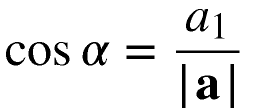 cos α = a₁ / |a|